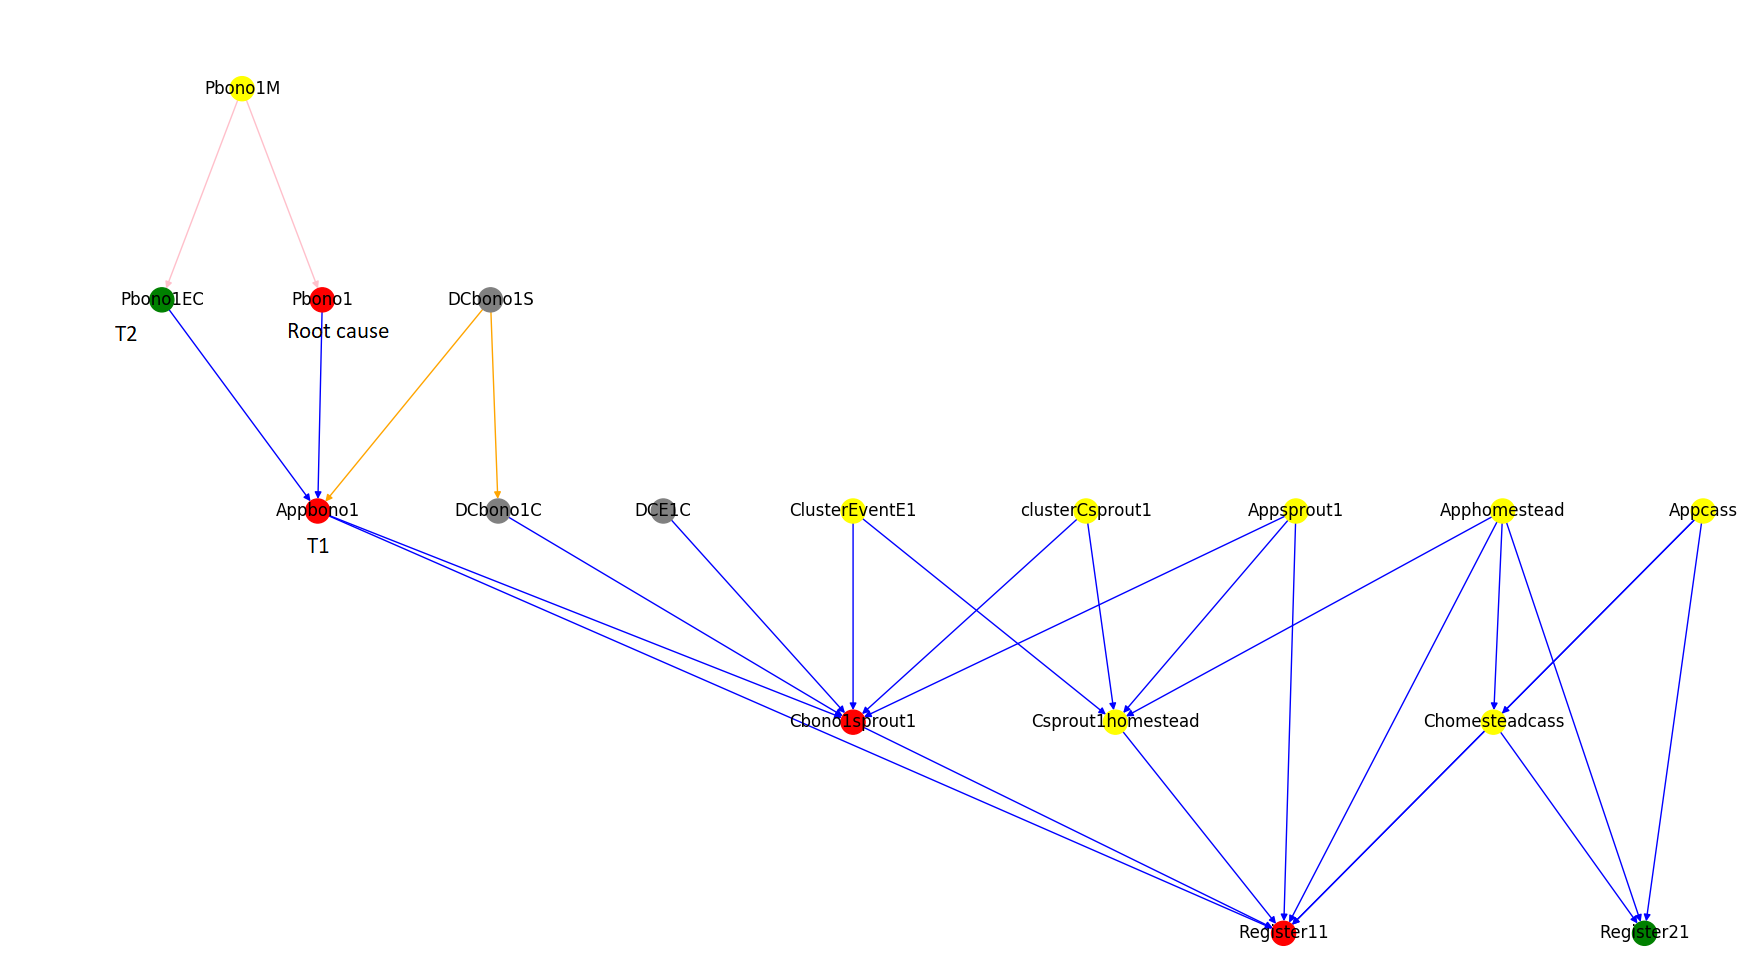 Pbono1M
Pbono1EC
Pbono1
DCbono1S
T2
Root cause
Appbono1
DCbono1C
DCE1C
ClusterEventE1
clusterCsprout1
Appsprout1
Apphomestead
Appcass
T1
Cbono1sprout1
Csprout1homestead
Chomesteadcass
Register11
Register21